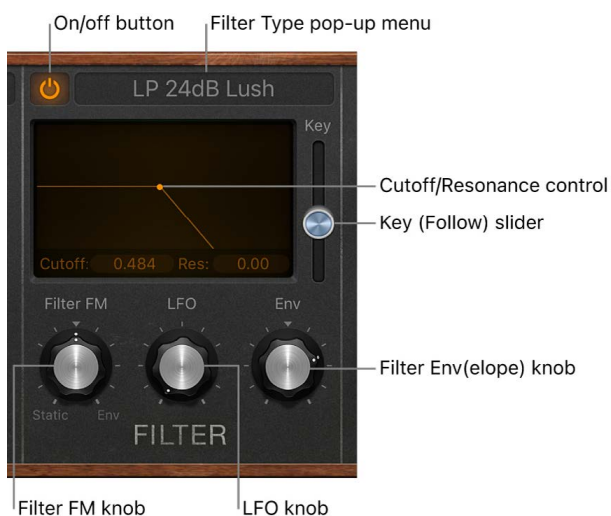 On/off button
Filter Type pop-up menu
LP 24dB Lush
Key
Cutoff/Resonance control
Key (Follow) slider
Cutoff: 0.484 Res: 0.00
Filter FM LFO Env
Filter Env(elope) knob
Static Env
FILTER
Filter FM knob
LFO knob